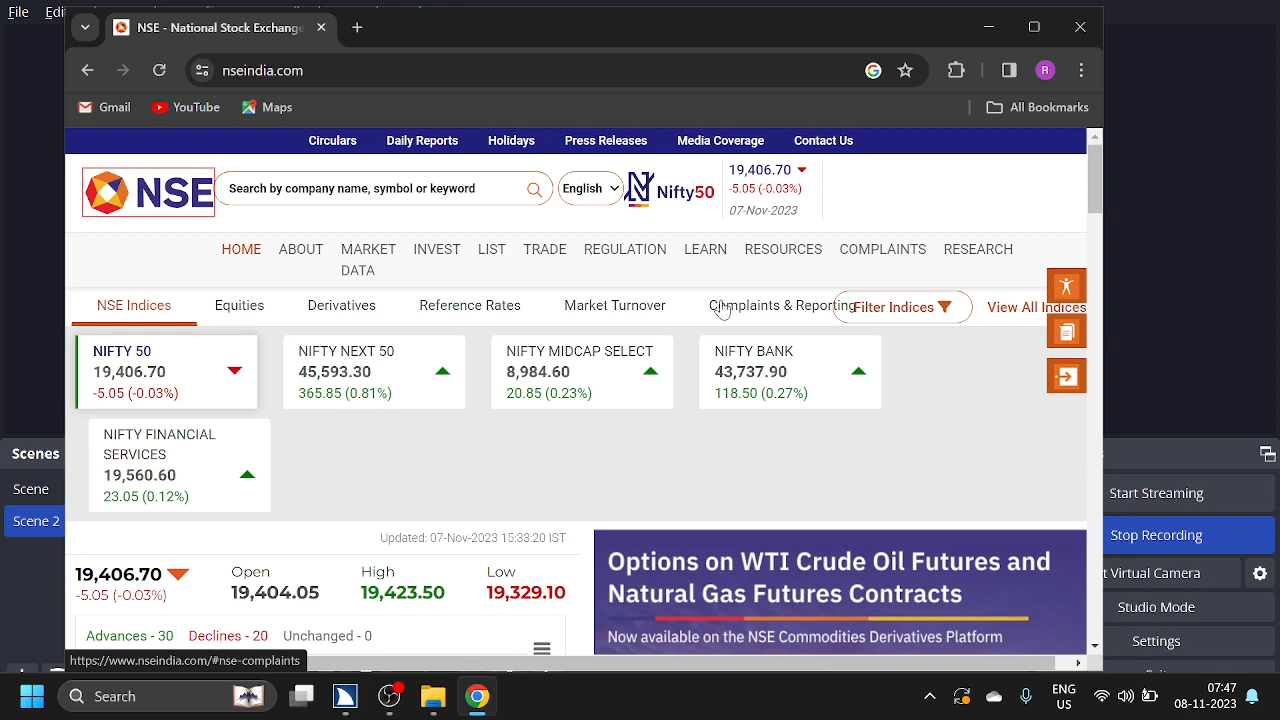 File
NSE - National Stock Exchange
nseindia.com
Gmail
YouTube
Maps
All Bookmarks
Circulars
Daily Reports
Holidays
Press Releases
Media Coverage
Contact Us
NSE
Search by company name, symbol or keyword
English
Nifty50
19,406.70
-5.05 (-0.03%)
07-Nov-2023
HOME
ABOUT
MARKET
DATA
INVEST
LIST
TRADE
REGULATION
LEARN
RESOURCES
COMPLAINTS
RESEARCH
NSE Indices
Equities
Derivatives
Reference Rates
Market Turnover
Complaints & Reporting
Filter Indices
View All Indices
NIFTY 50
19,406.70
-5.05 (-0.03%)
NIFTY NEXT 50
45,593.30
365.85 (0.81%)
NIFTY MIDCAP SELECT
8,984.60
20.85 (0.23%)
NIFTY BANK
43,737.90
118.50 (0.27%)
NIFTY FINANCIAL
SERVICES
19,560.60
23.05 (0.12%)
Updated: 07-Nov-2023 15:33:20 IST
19,406.70
-5.05 (-0.03%)
Open
19,404.05
High
19,423.50
Low
19,329.10
Advances - 30
Declines - 20
Unchanged - 0
Options on WTI Crude Oil Futures and
Natural Gas Futures Contracts
Now available on the NSE Commodities Derivatives Platform
https://www.nseindia.com/#nse-complaints
Scenes
Scene 2
Start Recording
Stop Recording
t Virtual Camera
Studio Mode
Settings
Search
ENG
US
07:47
-11-2023